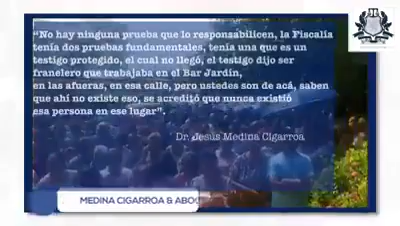 “No hay ninguna prueba que lo responsabilicen, la Fiscalía
tenía dos pruebas fundamentales, tenía una que es un
testigo protegido, el cual no llegó, el testigo dijo ser
franelero que trabajaba en el Bar Jardín,
en las afueras, en esa calle, pero ustedes son de acá, saben
que ahí no existe eso, se acreditó que nunca existió
esa persona en ese lugar”.
Dr. Jesús Medina Cigarroa
MEDINA CIGARROA & ABO